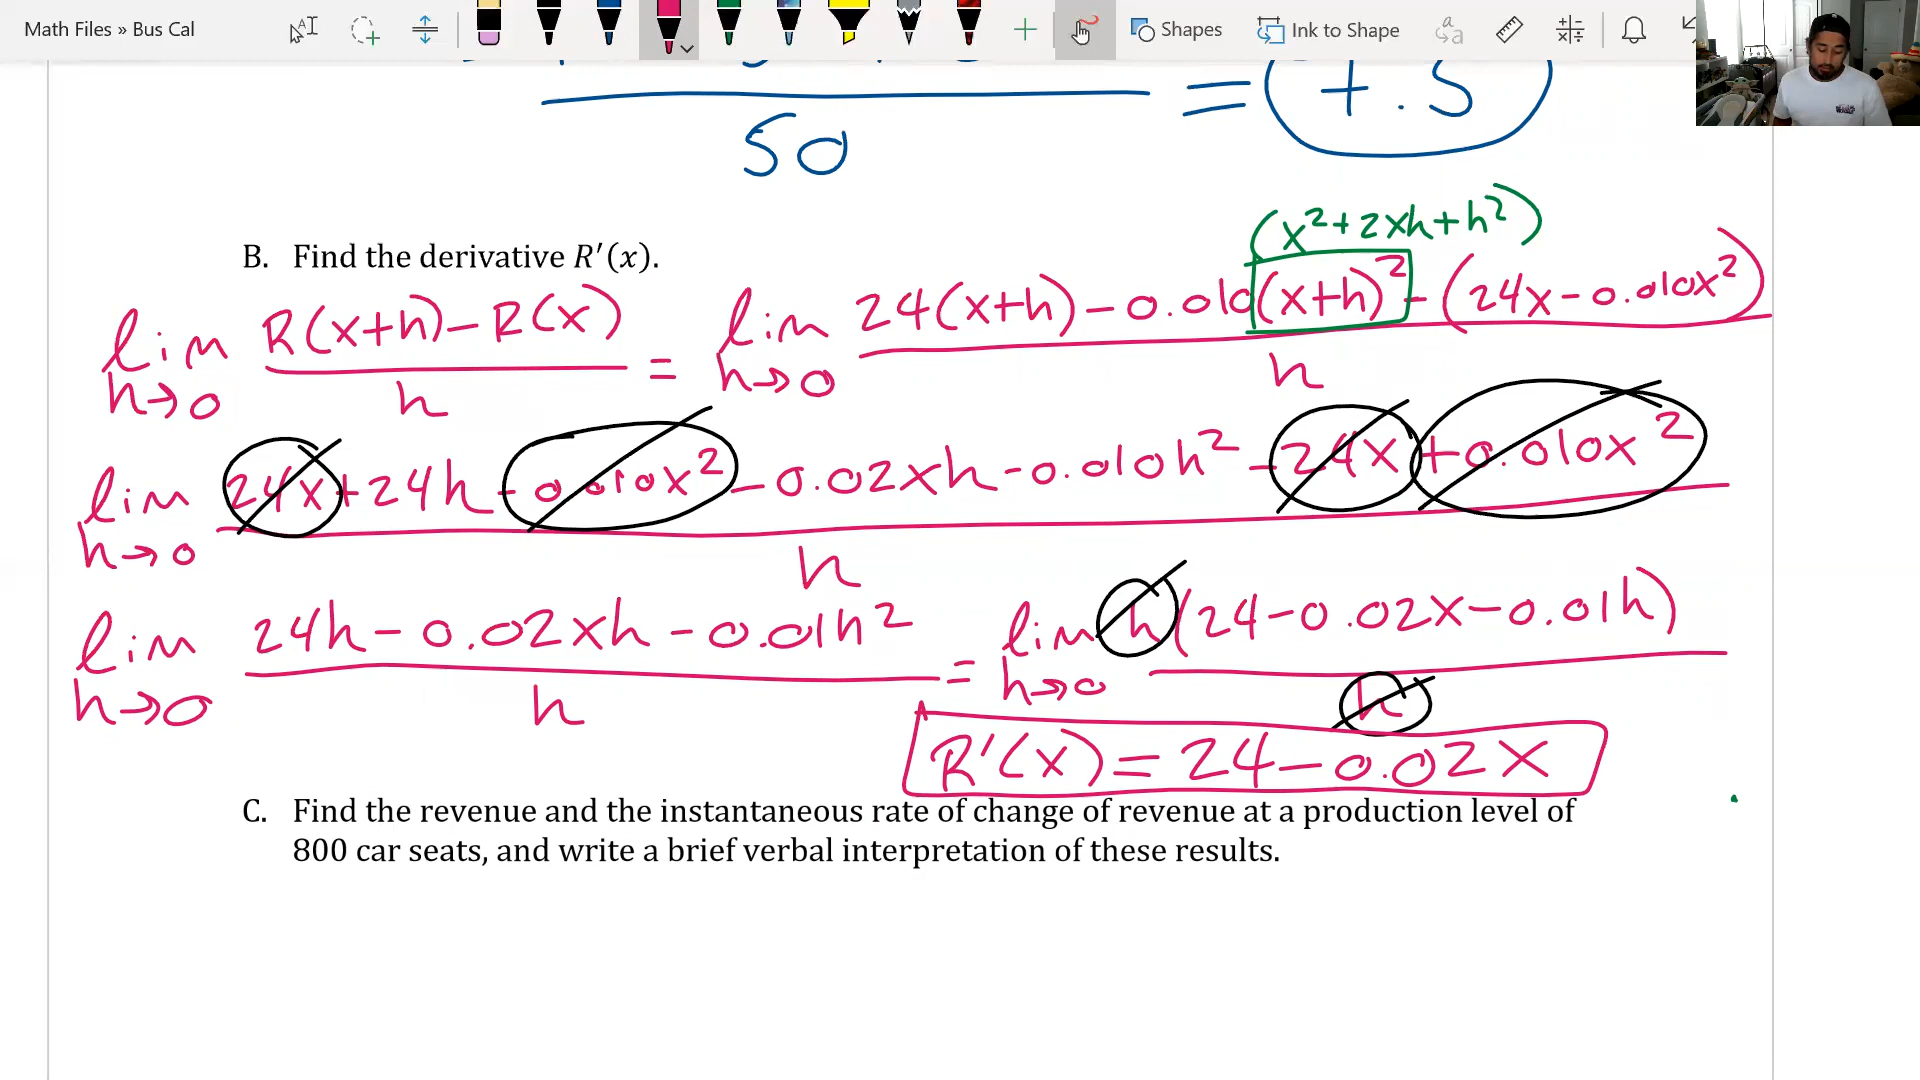 Math Files » Bus Cal
Shapes
Ink to Shape
50
= +.5
(x²+2xh+h²)
B. Find the derivative R′(x).
lim h→0 R(x+h)-R(x) / h = lim h→0 24(x+h)-0.010(x+h)²-(24x-0.010x²) / h
lim h→0 24x+24h-0.010x²-0.02xh-0.010h²-24x+0.010x² / h
lim h→0 24h-0.02xh-0.01h² / h = lim h→0 h(24-0.02x-0.01h) / h
R'(x)=24-0.02x
C. Find the revenue and the instantaneous rate of change of revenue at a production level of
800 car seats, and write a brief verbal interpretation of these results.